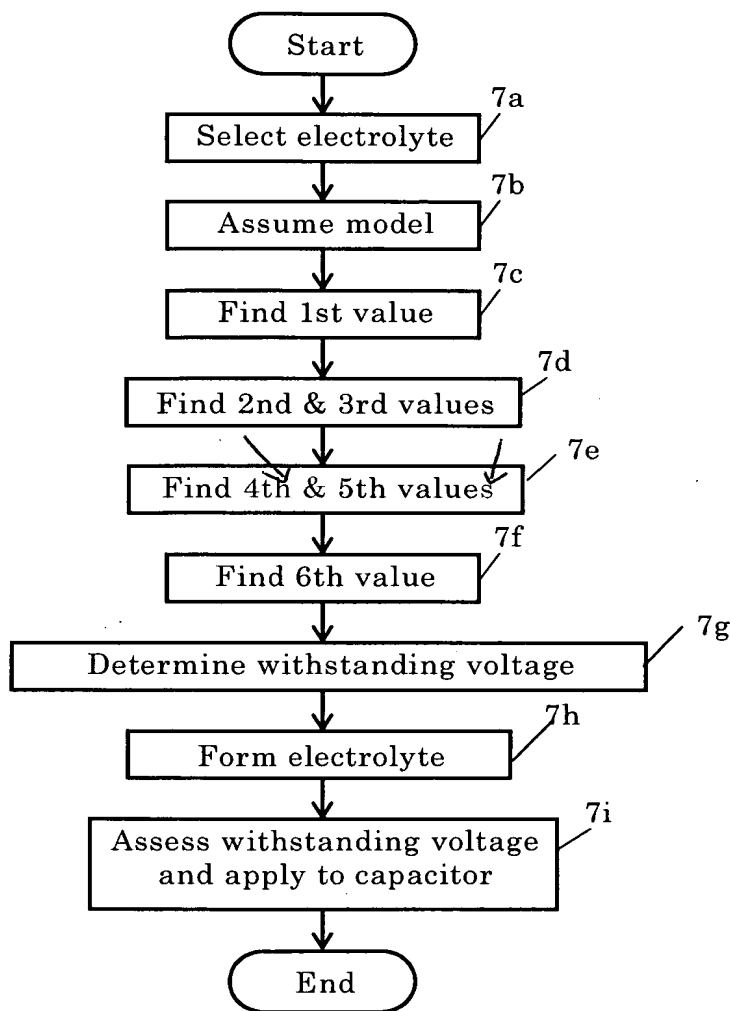 Start
7a
Select electrolyte
7b
Assume model
7c
Find 1st value
7d
Find 2nd & 3rd values
7e
Find 4th & 5th values
7f
Find 6th value
7g
Determine withstanding voltage
7h
Form electrolyte
7i
Assess withstanding voltage
and apply to capacitor
End